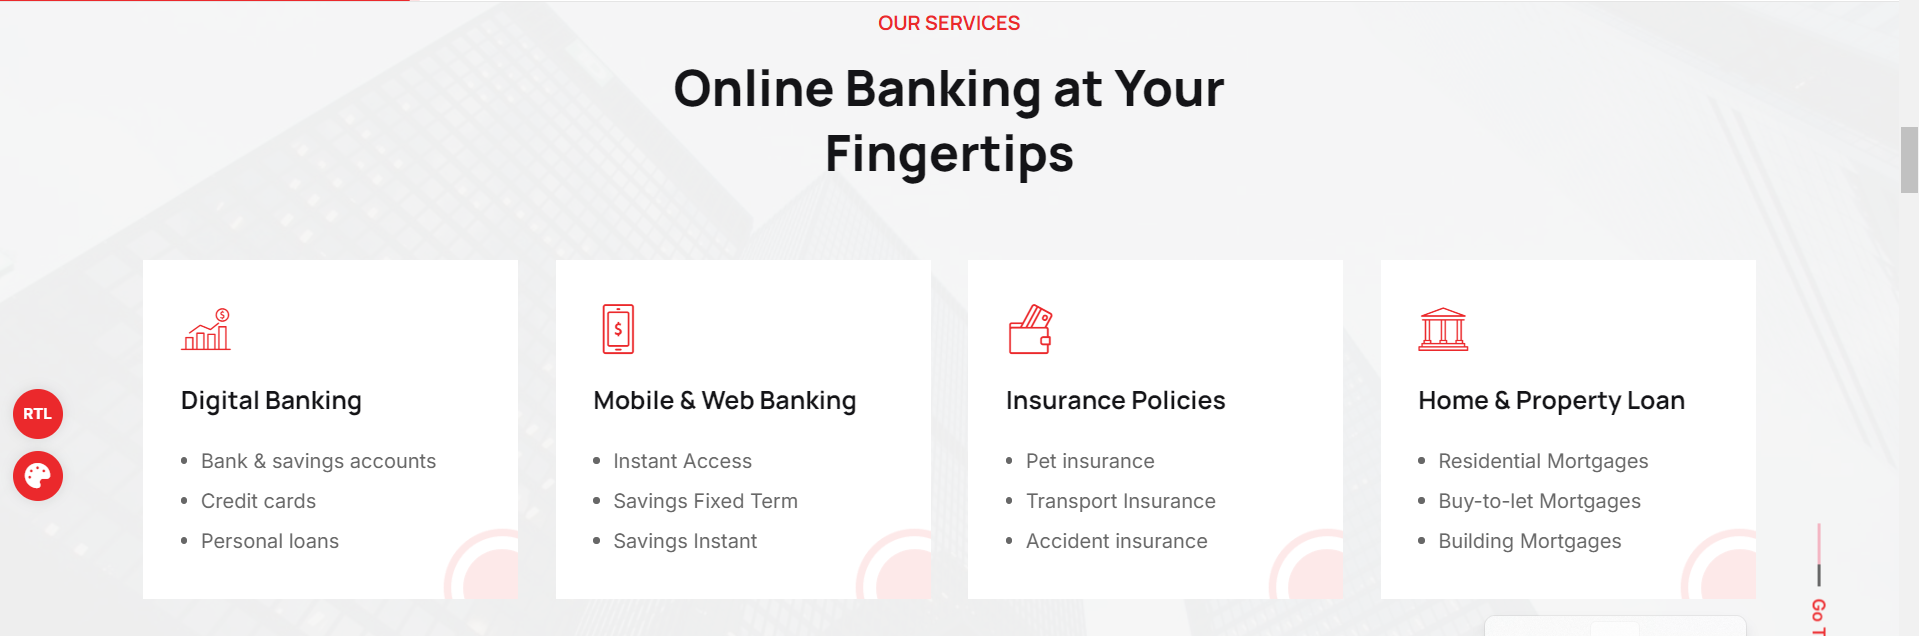 OUR SERVICES
Online Banking at Your
Fingertips
$
Digital Banking
Bank & savings accounts
Credit cards
Personal loans
$
Mobile & Web Banking
Instant Access
Savings Fixed Term
Savings Instant
Insurance Policies
Pet insurance
Transport Insurance
Accident insurance
Home & Property Loan
Residential Mortgages
Buy-to-let Mortgages
Building Mortgages
RTL
Go